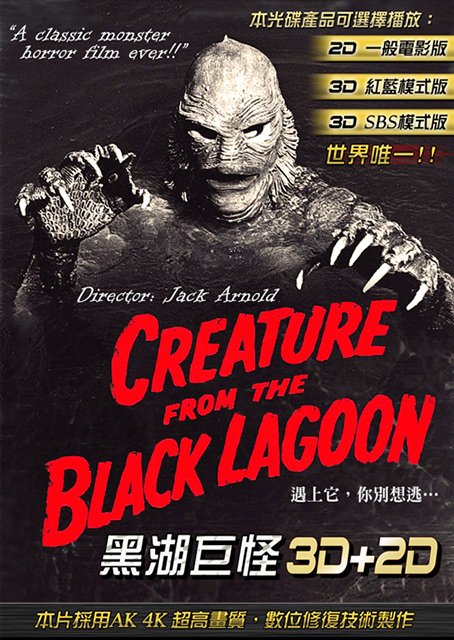 "A classic monster
horror film ever!!"
本光碟產品可選擇播放：
2D 一般電影版
3D 紅藍模式版
3D SBS模式版
世界唯一!!
Director: Jack Arnold
CREATURE
FROM THE
BLACK LAGOON
遇上它，你別想逃…
黑湖巨怪 3D+2D
本片採用AK 4K 超高畫質．數位修復技術製作